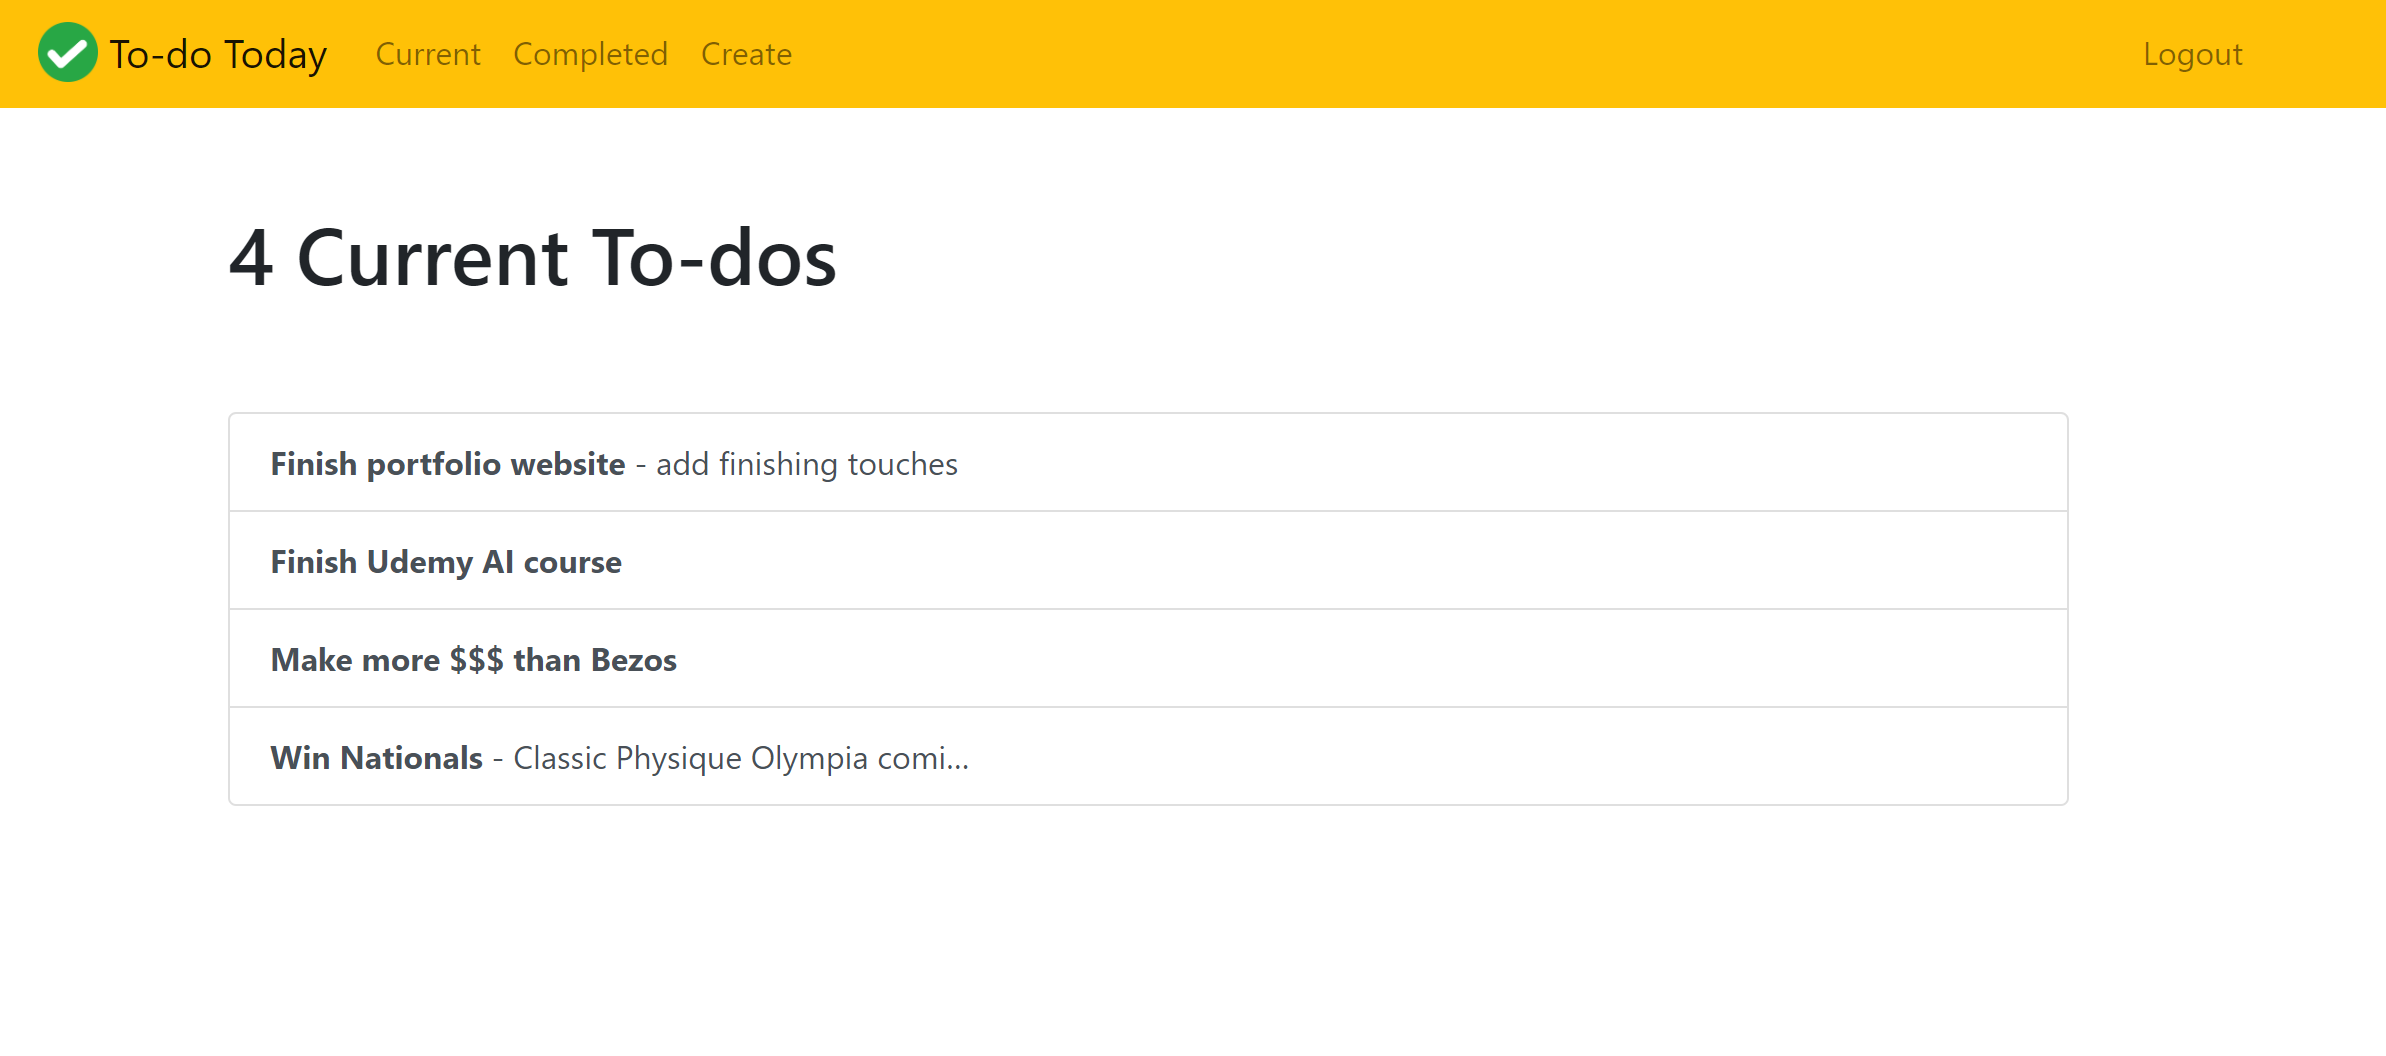 To-do Today Current Completed Create Logout
4 Current To-dos
Finish portfolio website - add finishing touches
Finish Udemy AI course
Make more $$$ than Bezos
Win Nationals - Classic Physique Olympia comi...